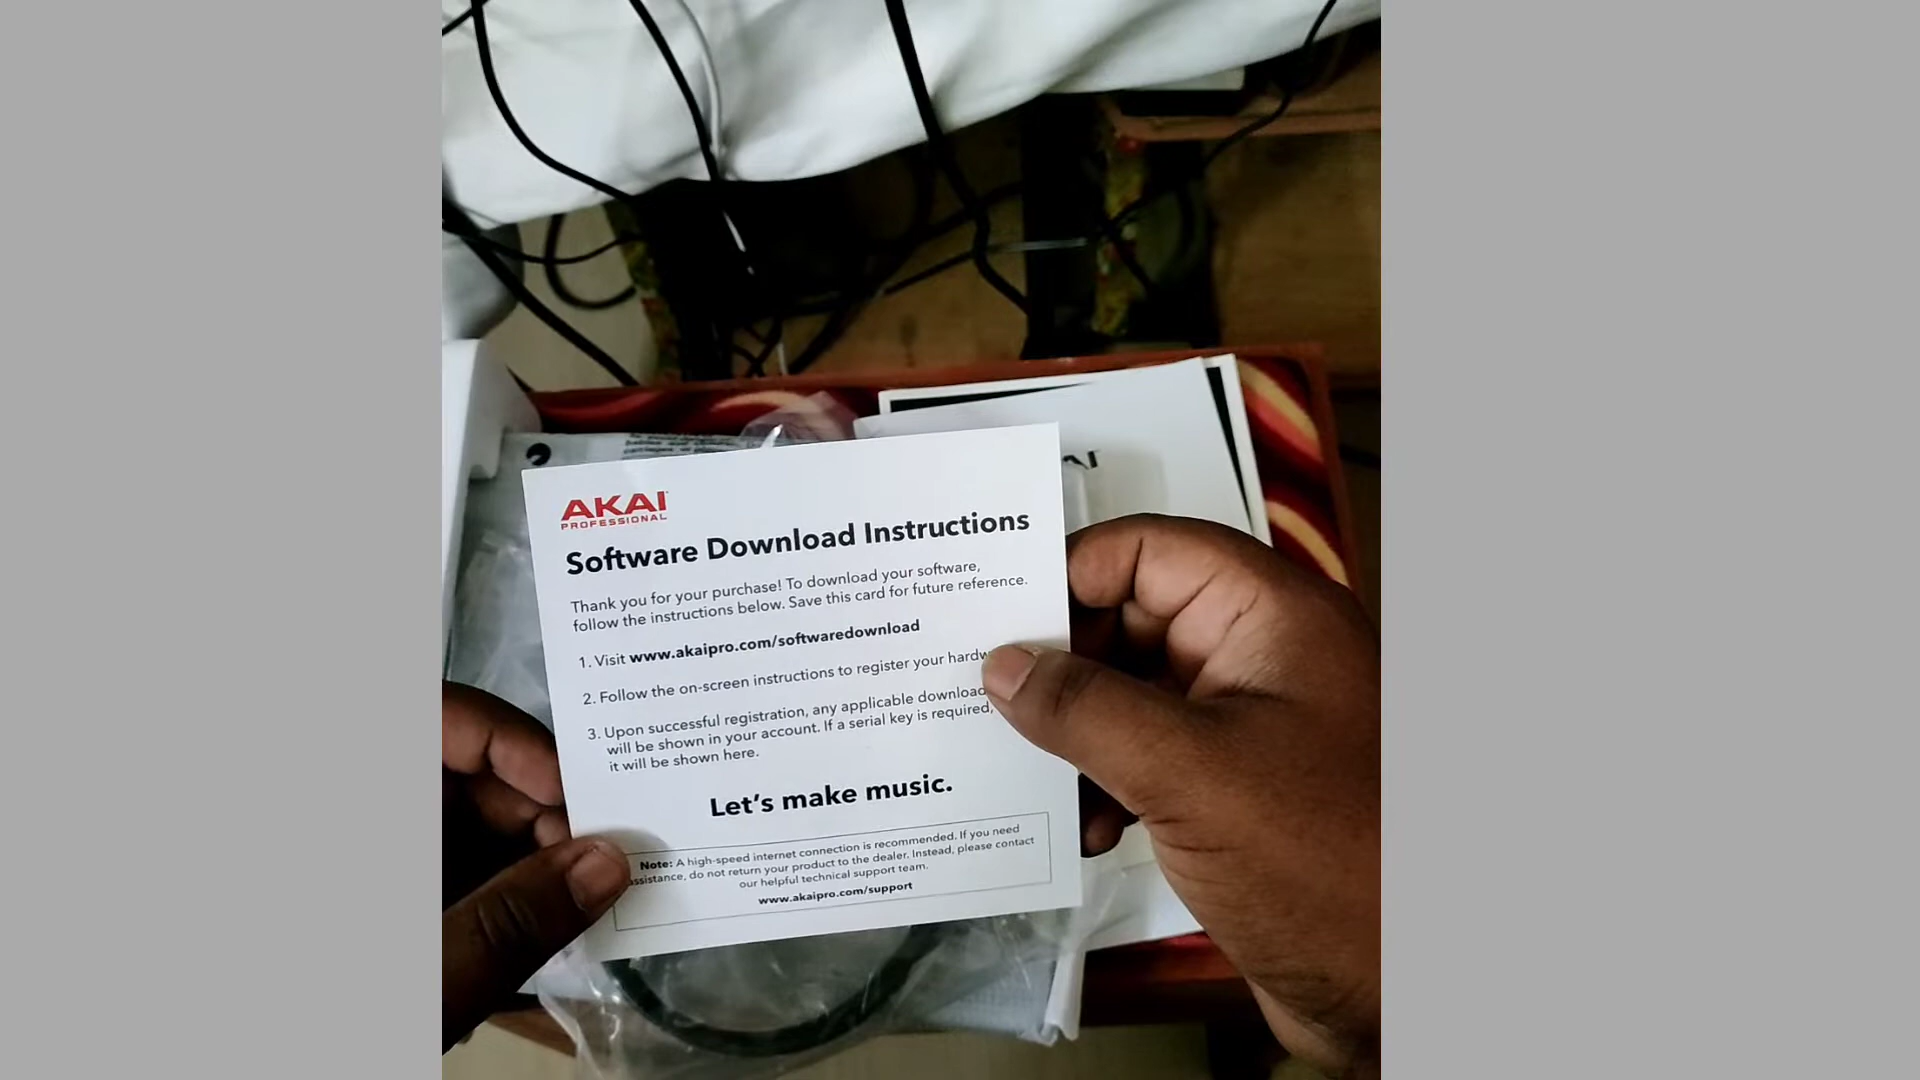 AKAI
PROFESSIONAL
Software Download Instructions
Thank you for your purchase! To download your software,
follow the instructions below. Save this card for future reference.
1. Visit www.akaipro.com/softwaredownload
2. Follow the on-screen instructions to register your
3. Upon successful registration, any applicable
will be shown in your account. If a serial key is required,
it will be shown here.
Let's make music.
Note: A high-speed internet connection is recommended. If you need
assistance, do not return your product to the dealer. Instead, please contact
our helpful technical support team.
www.akaipro.com/support